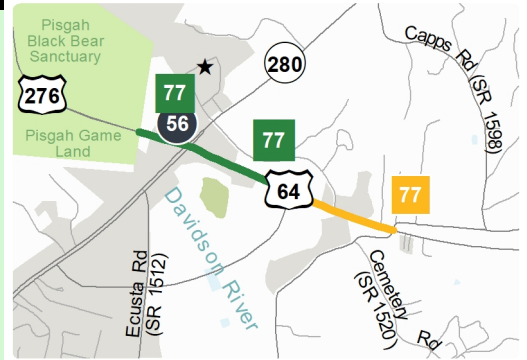 Pisgah
Black Bear
Sanctuary
276
Pisgah Game
Land
77
56
280
77
64
77
Capps Rd (SR 1598)
Davidson River
Ecusta Rd
(SR 1512)
Cemetery Rd
(SR 1520)